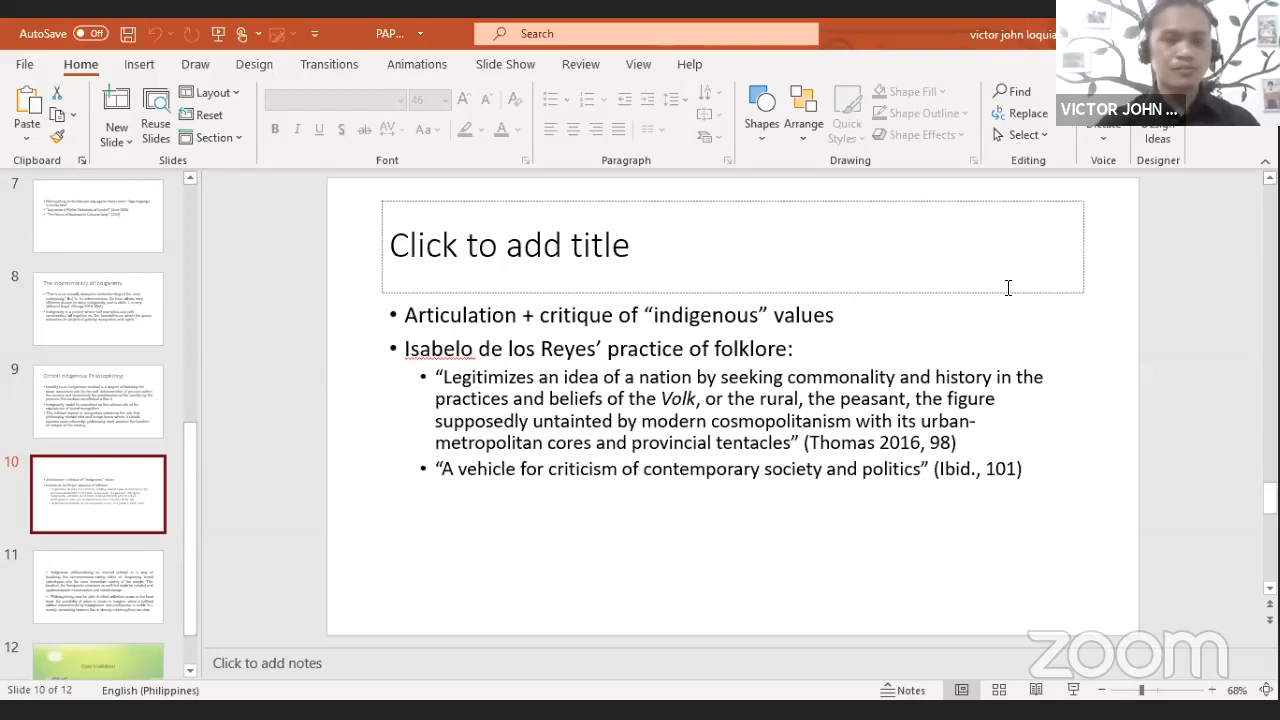 AutoSave Off PAP... Search victor john loquia
File Home Insert Draw Design Transitions Animations Slide Show Review View Help
VICTOR JOHN ...
Paste New Slide Reuse Slides Layout Reset Section
46
Shapes Arrange Quick Styles Shape Fill Shape Outline Shape Effects
Find Replace Select Dictate Design Ideas
Clipboard Slides Font Paragraph Drawing Editing Voice Designer
7
8
The Indeterminacy of Indigeneity
9
Critical Indigenous Philosophizing
10
11
12
Click to add title
• Articulation + critique of “indigenous” values
• Isabelo de los Reyes’ practice of folklore:
• “Legitimizes an idea of a nation by seeking commonality and history in the
practices and beliefs of the Volk, or the rural, the peasant, the figure
supposedly untainted by modern cosmopolitanism with its urban-
metropolitan cores and provincial tentacles” (Thomas 2016, 98)
• “A vehicle for criticism of contemporary society and politics” (Ibid., 101)
zoom
Click to add notes
Slide 10 of 12 English (Philippines) Notes 68%